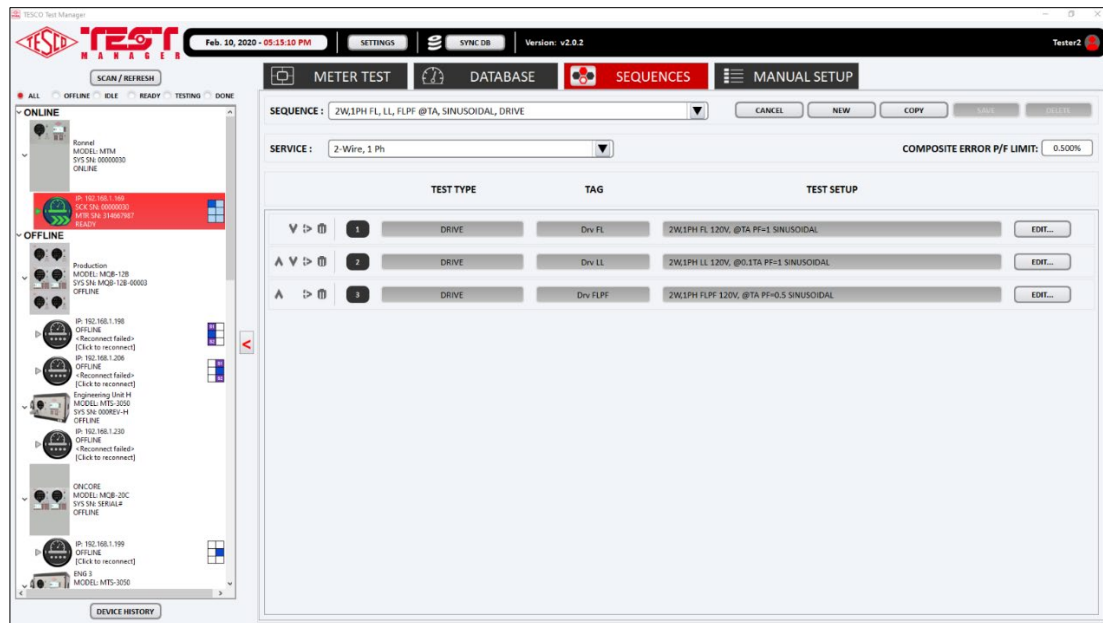 TESCO Test Manager
TESCO TEST MANAGER
Feb. 10, 2020 - 05:15:10 PM
SETTINGS
SYNC DB
Version: v2.0.2
Tester2
SCAN / REFRESH
ALL OFFLINE IDLE READY TESTING DONE
ONLINE
Ronnel
MODEL: MTM
SYS SN: 00000030
ONLINE
IP: 192.168.1.169
SCK SN: 00000030
MTR SN: 314667987
READY
OFFLINE
Production
MODEL: MQB-12B
SYS SN: MQB-12B-00003
OFFLINE
IP: 192.168.1.198
OFFLINE
<Reconnect failed>
[Click to reconnect]
IP: 192.168.1.206
OFFLINE
<Reconnect failed>
[Click to reconnect]
Engineering Unit H
MODEL: MTS-3050
SYS SN: 000REV-H
OFFLINE
IP: 192.168.1.230
OFFLINE
<Reconnect failed>
[Click to reconnect]
ONCORE
MODEL: MQB-20C
SYS SN: SERIAL#
OFFLINE
IP: 192.168.1.199
OFFLINE
[Click to reconnect]
ENG 3
MODEL: MTS-3050
DEVICE HISTORY
<
METER TEST
DATABASE
SEQUENCES
MANUAL SETUP
SEQUENCE : 2W,1PH FL, LL, FLPF @TA, SINUSOIDAL, DRIVE
CANCEL
NEW
COPY
SAVE
DELETE
SERVICE : 2-Wire, 1 Ph
COMPOSITE ERROR P/F LIMIT: 0.500%
TEST TYPE TAG TEST SETUP
1 DRIVE Drv FL 2W,1PH FL 120V, @TA PF=1 SINUSOIDAL EDIT...
2 DRIVE Drv LL 2W,1PH LL 120V, @0.1TA PF=1 SINUSOIDAL EDIT...
3 DRIVE Drv FLPF 2W,1PH FLPF 120V, @TA PF=0.5 SINUSOIDAL EDIT...